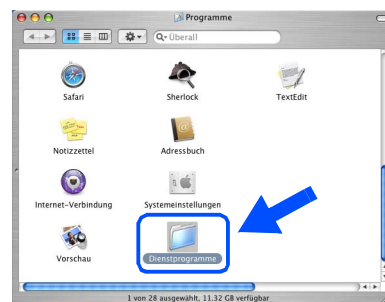 Programme
Überall
Safari
Sherlock
TextEdit
Notizzettel
Adressbuch
Internet-Verbindung
Systemeinstellungen
Vorschau
Dienstprogramme
1 von 28 ausgewählt, 11.32 GB verfügbar